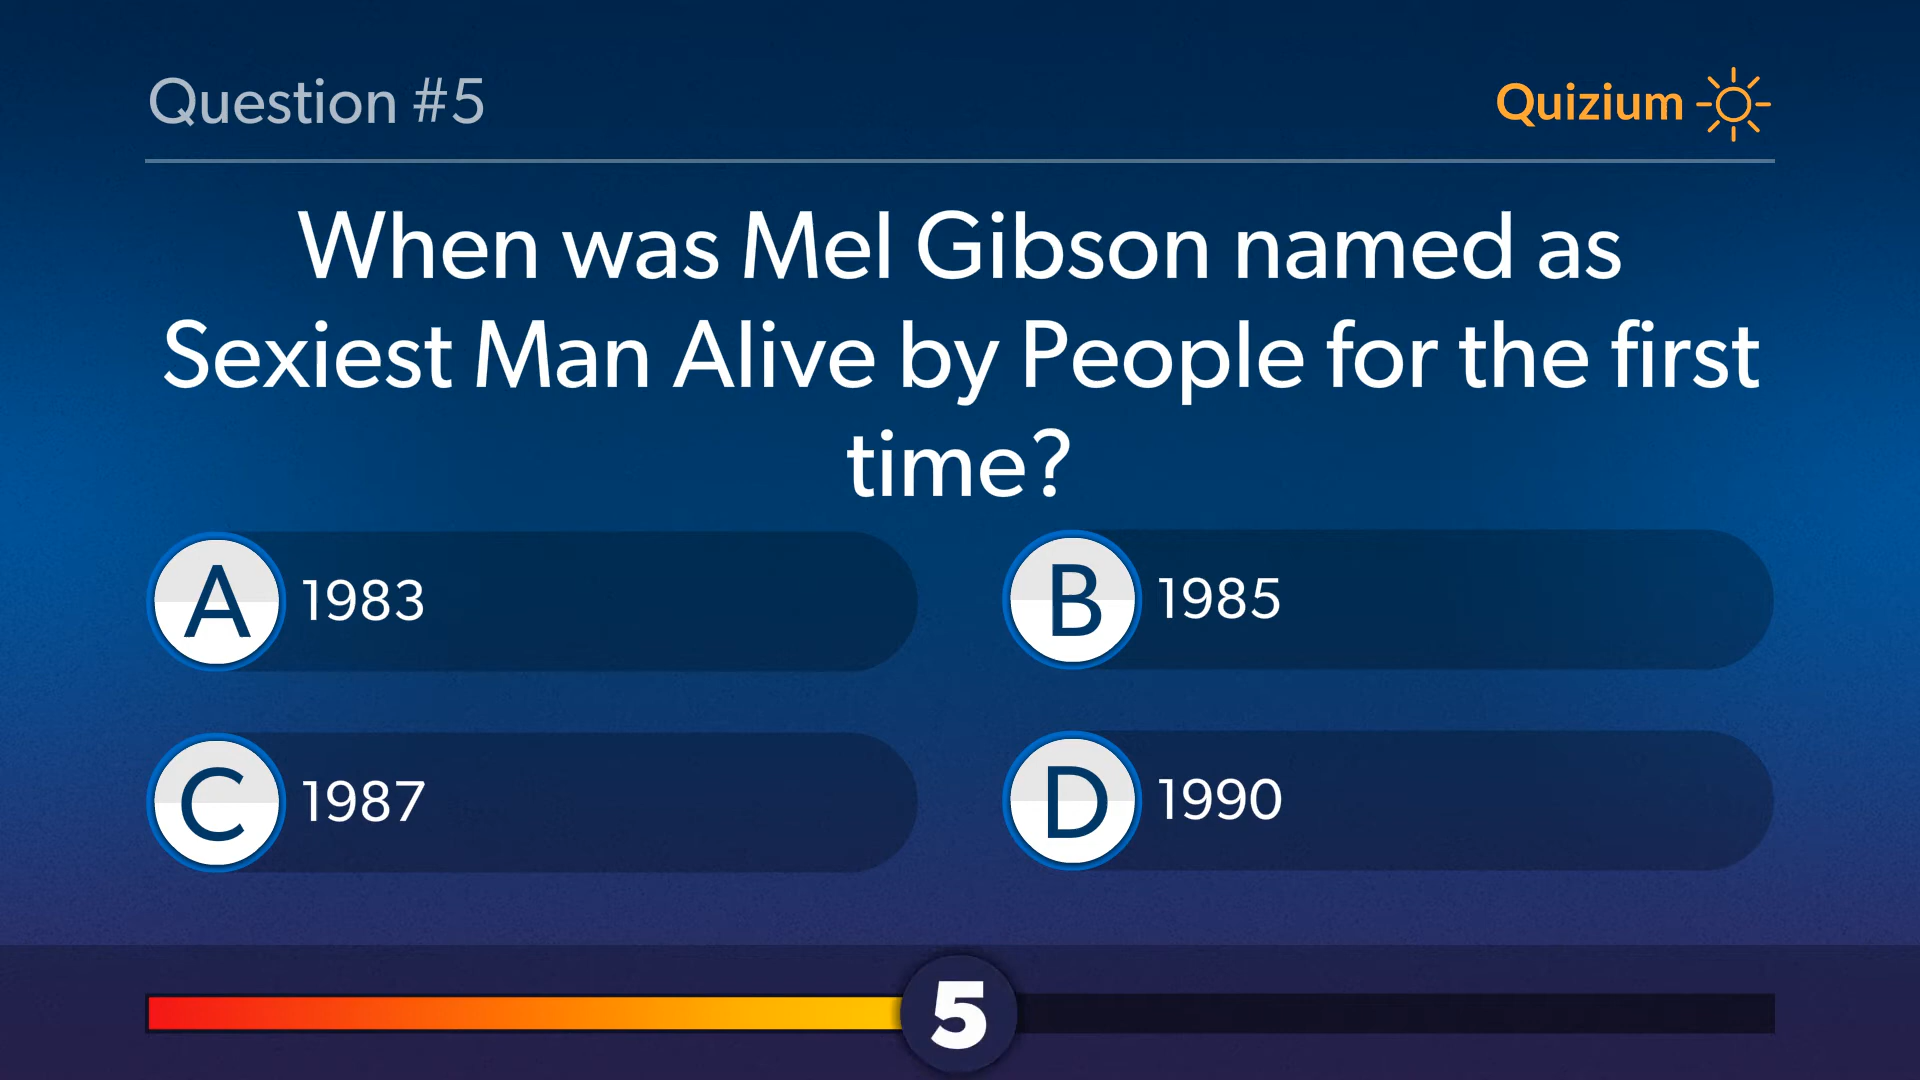 Question #5
Quizium
When was Mel Gibson named as
Sexiest Man Alive by People for the first
time?
A 1983
B 1985
C 1987
D 1990
5